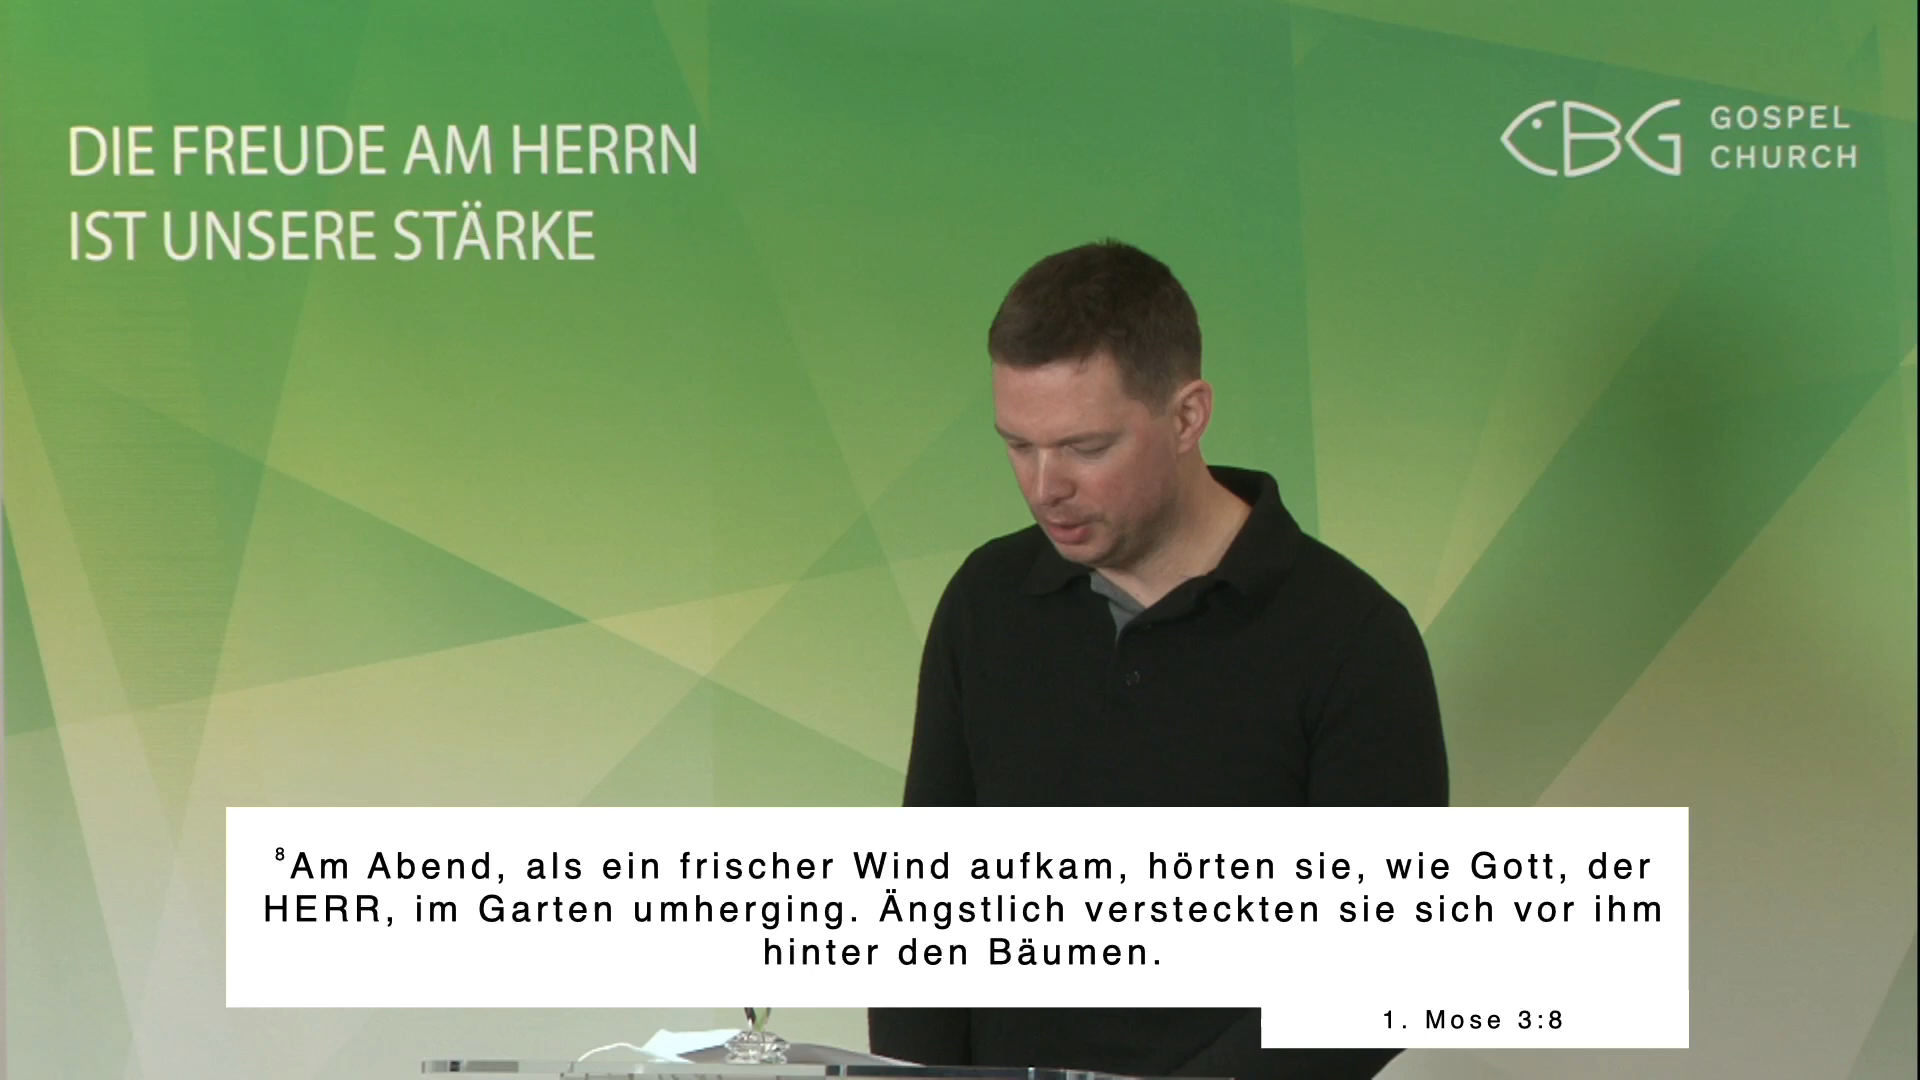 DIE FREUDE AM HERRN
IST UNSERE STÄRKE
CBG
GOSPEL
CHURCH
⁸Am Abend, als ein frischer Wind aufkam, hörten sie, wie Gott, der
HERR, im Garten umherging. Ängstlich versteckten sie sich vor ihm
hinter den Bäumen.
1. Mose 3:8